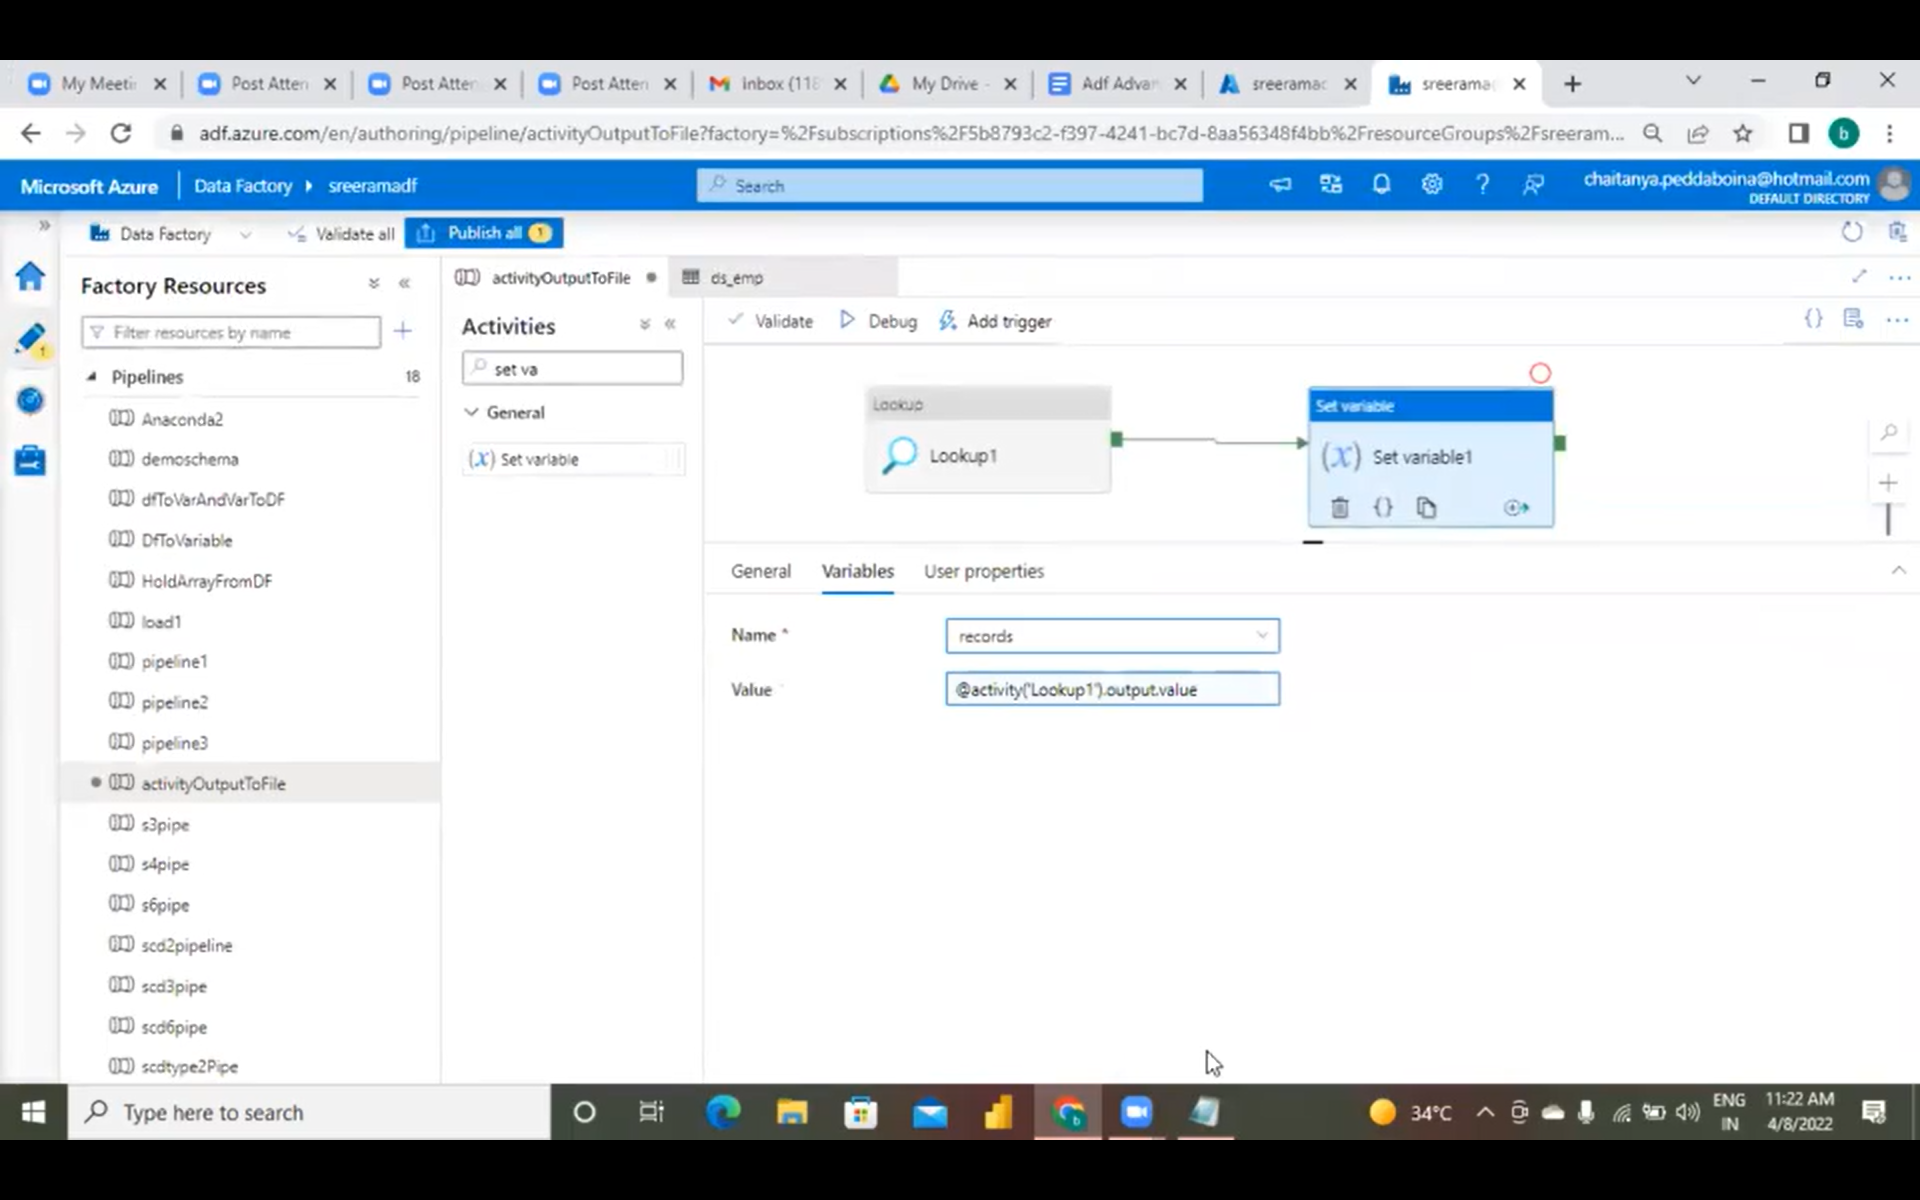 My Meetin
Post Atten
Post Atten
Post Atten
Inbox (118
My Drive -
Adf Advan
sreeramad
sreeramad
adf.azure.com/en/authoring/pipeline/activityOutputToFile?factory=%2Fsubscriptions%2F5b8793c2-f397-4241-bc7d-8aa56348f4bb%2FresourceGroups%2Fsreeram...
b
Microsoft Azure
Data Factory
sreeramadf
Search
chaitanya.peddaboina@hotmail.com
DEFAULT DIRECTORY
Data Factory
Validate all
Publish all 1
Factory Resources
Filter resources by name
Pipelines 18
Anaconda2
demoschema
dfToVarAndVarToDF
DfToVariable
HoldArrayFromDF
load1
pipeline1
pipeline2
pipeline3
activityOutputToFile
s3pipe
s4pipe
s6pipe
scd2pipeline
scd3pipe
scd6pipe
scdtype2Pipe
activityOutputToFile
ds_emp
Activities
set va
General
(x) Set variable
Validate
Debug
Add trigger
Lookup
Lookup1
Set variable
(x) Set variable1
General
Variables
User properties
Name *
records
Value
@activity('Lookup1').output.value
Type here to search
34°C
ENG
IN
11:22 AM
4/8/2022